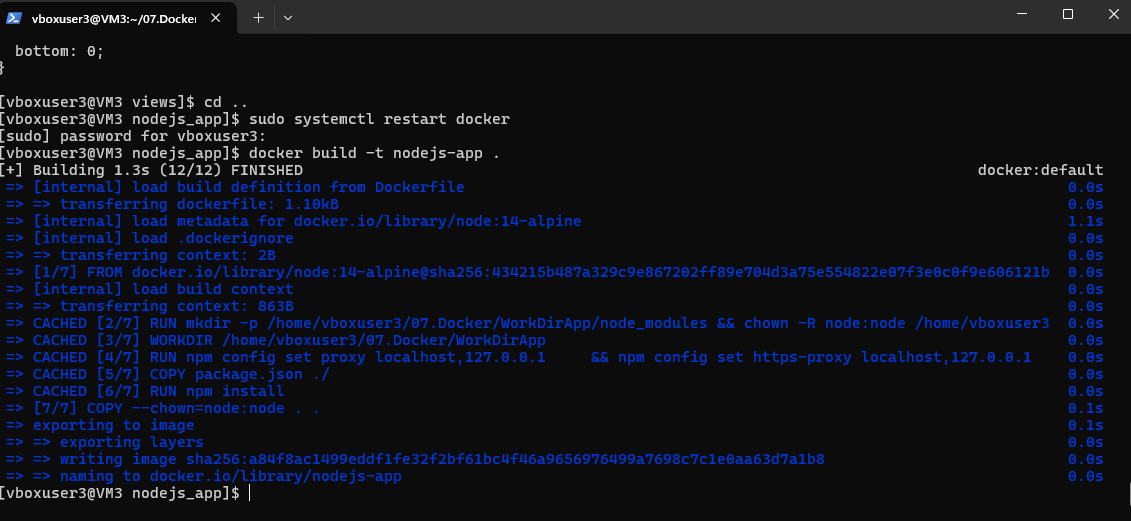 vboxuser3@VM3:~/07.Docker
bottom: 0;
}
[vboxuser3@VM3 views]$ cd ..
[vboxuser3@VM3 nodejs_app]$ sudo systemctl restart docker
[sudo] password for vboxuser3:
[vboxuser3@VM3 nodejs_app]$ docker build -t nodejs-app .
[+] Building 1.3s (12/12) FINISHED docker:default
=> [internal] load build definition from Dockerfile 0.0s
=> => transferring dockerfile: 1.10kB 0.0s
=> [internal] load metadata for docker.io/library/node:14-alpine 1.1s
=> [internal] load .dockerignore 0.0s
=> => transferring context: 2B 0.0s
=> [1/7] FROM docker.io/library/node:14-alpine@sha256:434215b487a329c9e867202ff89e704d3a75e554822e07f3e0c0f9e606121b 0.0s
=> [internal] load build context 0.0s
=> => transferring context: 863B 0.0s
=> CACHED [2/7] RUN mkdir -p /home/vboxuser3/07.Docker/WorkDirApp/node_modules && chown -R node:node /home/vboxuser3 0.0s
=> CACHED [3/7] WORKDIR /home/vboxuser3/07.Docker/WorkDirApp 0.0s
=> CACHED [4/7] RUN npm config set proxy localhost,127.0.0.1 && npm config set https-proxy localhost,127.0.0.1 0.0s
=> CACHED [5/7] COPY package.json ./ 0.0s
=> CACHED [6/7] RUN npm install 0.0s
=> [7/7] COPY --chown=node:node . . 0.1s
=> exporting to image 0.1s
=> => exporting layers 0.0s
=> => writing image sha256:a84f8ac1499eddf1fe32f2bf61bc4f46a9656976499a7698c7c1e0aa63d7a1b8 0.0s
=> => naming to docker.io/library/nodejs-app 0.0s
[vboxuser3@VM3 nodejs_app]$